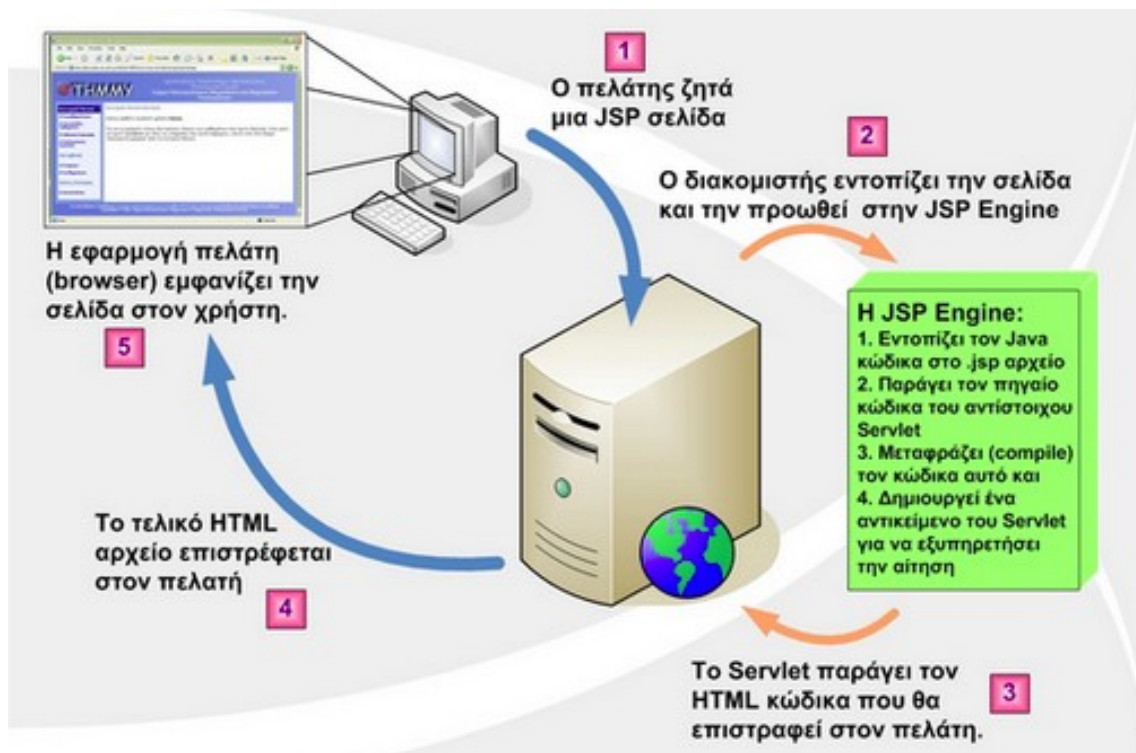 ΤΗΜΜΥ
1
Ο πελάτης ζητά
μια JSP σελίδα
2
Ο διακομιστής εντοπίζει την σελίδα
και την προωθεί στην JSP Engine
Η JSP Engine:
1. Εντοπίζει τον Java
κώδικα στο .jsp αρχείο
2. Παράγει τον πηγαίο
κώδικα του αντίστοιχου
Servlet
3. Μεταφράζει (compile)
τον κώδικα αυτό και
4. Δημιουργεί ένα
αντικείμενο του Servlet
για να εξυπηρετήσει
την αίτηση
Το Servlet παράγει τον
HTML κώδικα που θα
επιστραφεί στον πελάτη.
3
Το τελικό HTML
αρχείο επιστρέφεται
στον πελατή
4
Η εφαρμογή πελάτη
(browser) εμφανίζει την
σελίδα στον χρήστη.
5